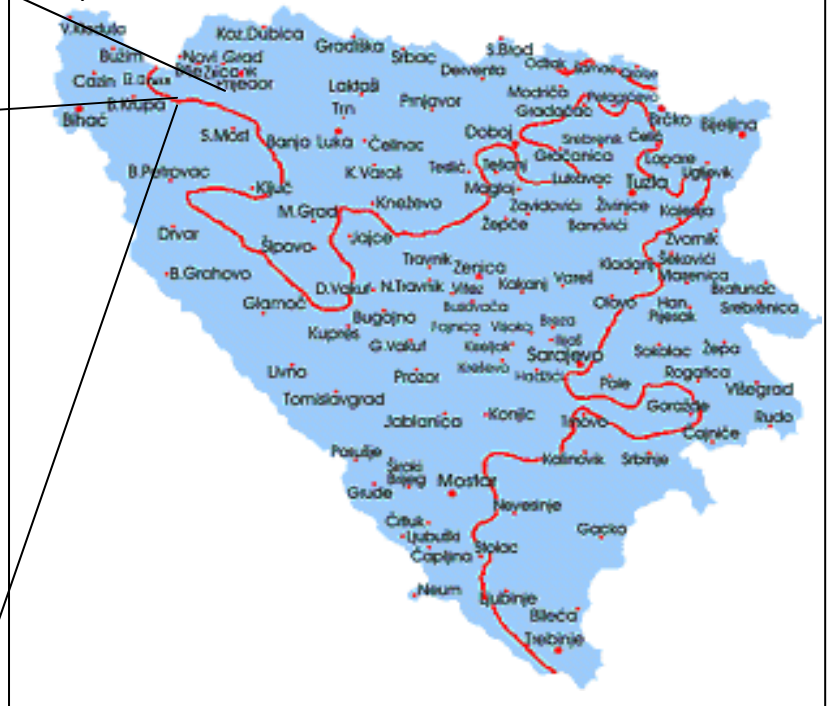 V.Kladuša
Koz.Dubica
Bužim
Novi Grad
Gradiška
Srbac
S.Brod
Derventa
Odžak
Šamac
Orašje
Cazin
B.Krupa
Laktaši
Trn
Prnjavor
Modriča
Gradačac
Pelagićevo
Bihać
S.Most
Banja Luka
Čelinac
Doboj
Srebrenik
Čelić
Brčko
Bijeljina
Gračanica
Lopare
B.Petrovac
K.Varoš
Teslić
Tešanj
Lukavac
Tuzla
Ugljevik
Ključ
Maglaj
M.Grad
Kneževo
Zavidovići
Živinice
Kalesija
Žepče
Banovići
Drvar
Šipovo
Jajce
Zvornik
Travnik
Zenica
Kladanj
Šekovići
B.Grahovo
Vareš
Bratunac
D.Vakuf
N.Travnik
Vitez
Kakanj
Srebrenica
Glamoč
Busovača
Olovo
Han
Pijesak
Bugojno
Fojnica
Visoko
Breza
Kupres
G.Vakuf
Kiseljak
Ilijaš
Sarajevo
Sokolac
Žepa
Livno
Prozor
Kreševo
Hadžići
Pale
Rogatica
Višegrad
Tomislavgrad
Goražde
Jablanica
Konjic
Trnovo
Rudo
Čajniče
Posušje
Kalinovik
Srbinje
Široki
Brijeg
Mostar
Grude
Nevesinje
Čitluk
Gacko
Ljubuški
Stolac
Čapljina
Neum
Ljubinje
Bileća
Trebinje